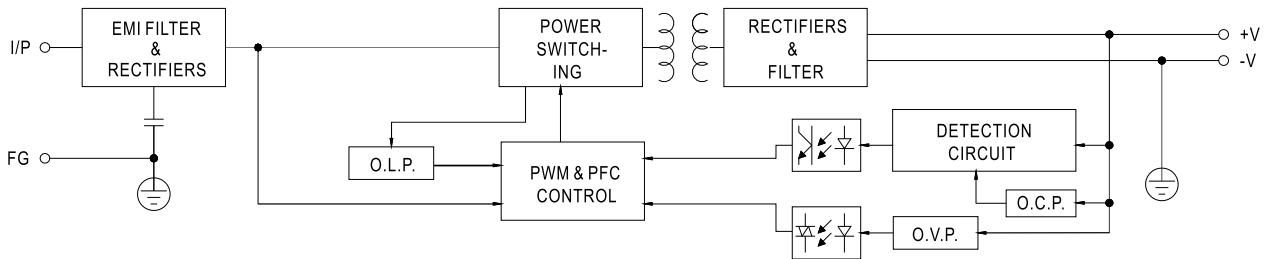 I/P
EMI FILTER
&
RECTIFIERS
POWER
SWITCH-
ING
RECTIFIERS
&
FILTER
+V
-V
FG
O.L.P.
PWM & PFC
CONTROL
DETECTION
CIRCUIT
O.C.P.
O.V.P.